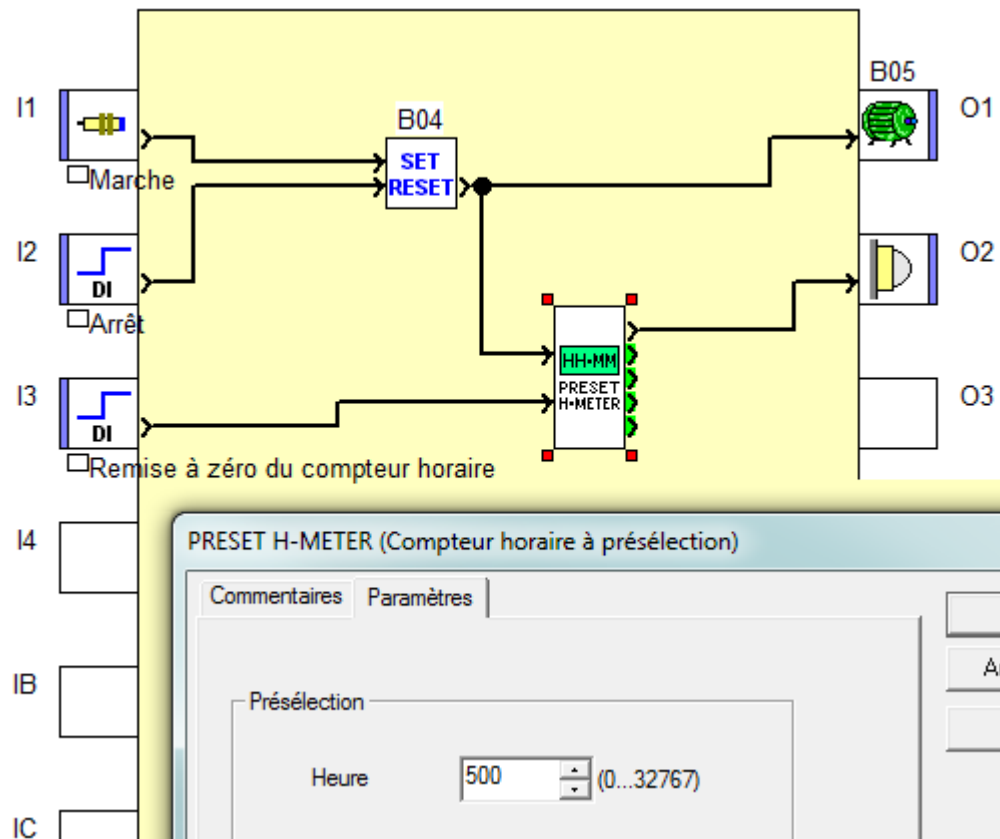 B05
I1
O1
B04
SET
RESET
Marche
I2
O2
DI
Arrêt
HH-MM
PRESET
H-METER
I3
O3
DI
Remise à zéro du compteur horaire
I4
PRESET H-METER (Compteur horaire à présélection)
Commentaires Paramètres
IB
Présélection
Heure 500 (0...32767)
IC